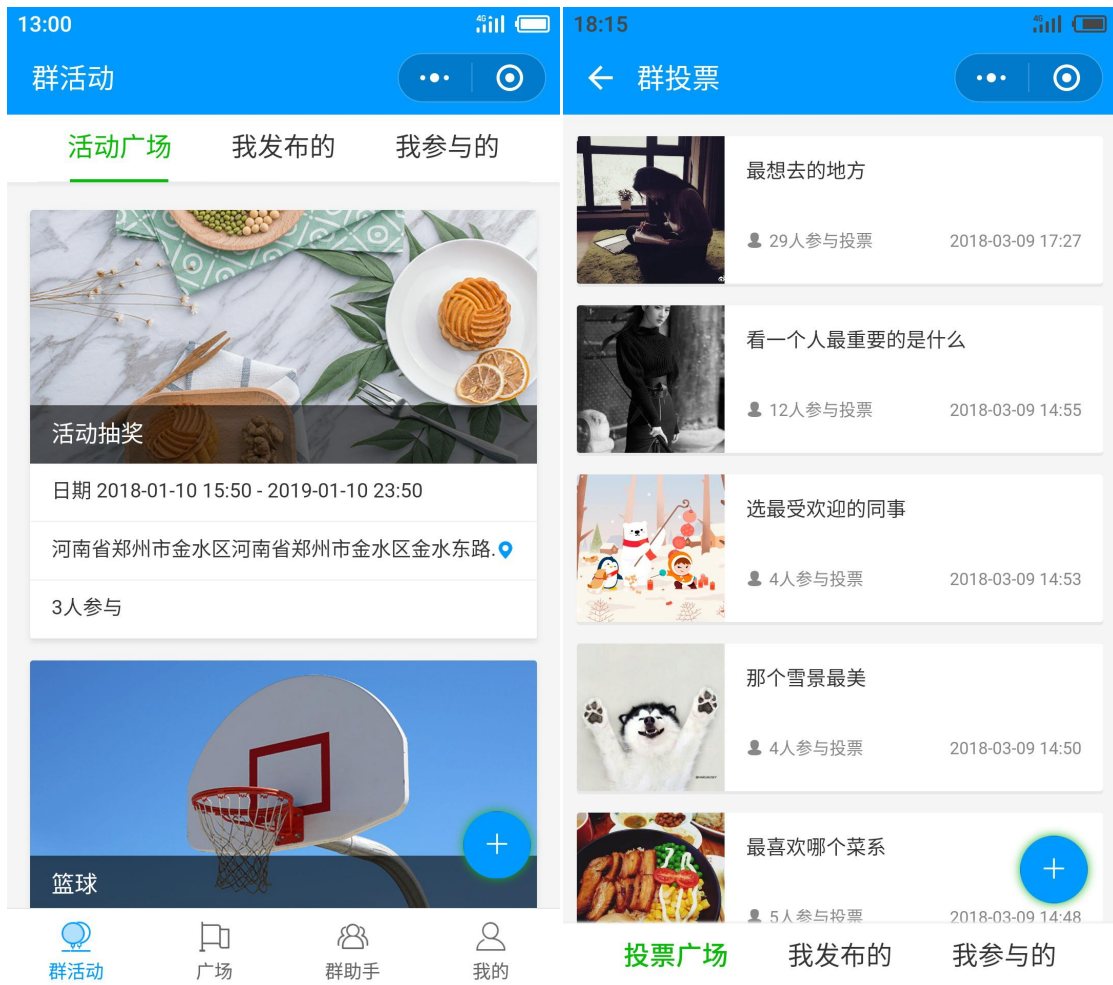 13:00
4G
群活动
活动广场 我发布的 我参与的
活动抽奖
日期 2018-01-10 15:50 - 2019-01-10 23:50
河南省郑州市金水区河南省郑州市金水区金水东路.
3人参与
篮球
群活动 广场 群助手 我的
18:15
4G
群投票
最想去的地方
29人参与投票 2018-03-09 17:27
看一个人最重要的是什么
12人参与投票 2018-03-09 14:55
选最受欢迎的同事
4人参与投票 2018-03-09 14:53
那个雪景最美
4人参与投票 2018-03-09 14:50
最喜欢哪个菜系
5人参与投票 2018-03-09 14:48
投票广场 我发布的 我参与的